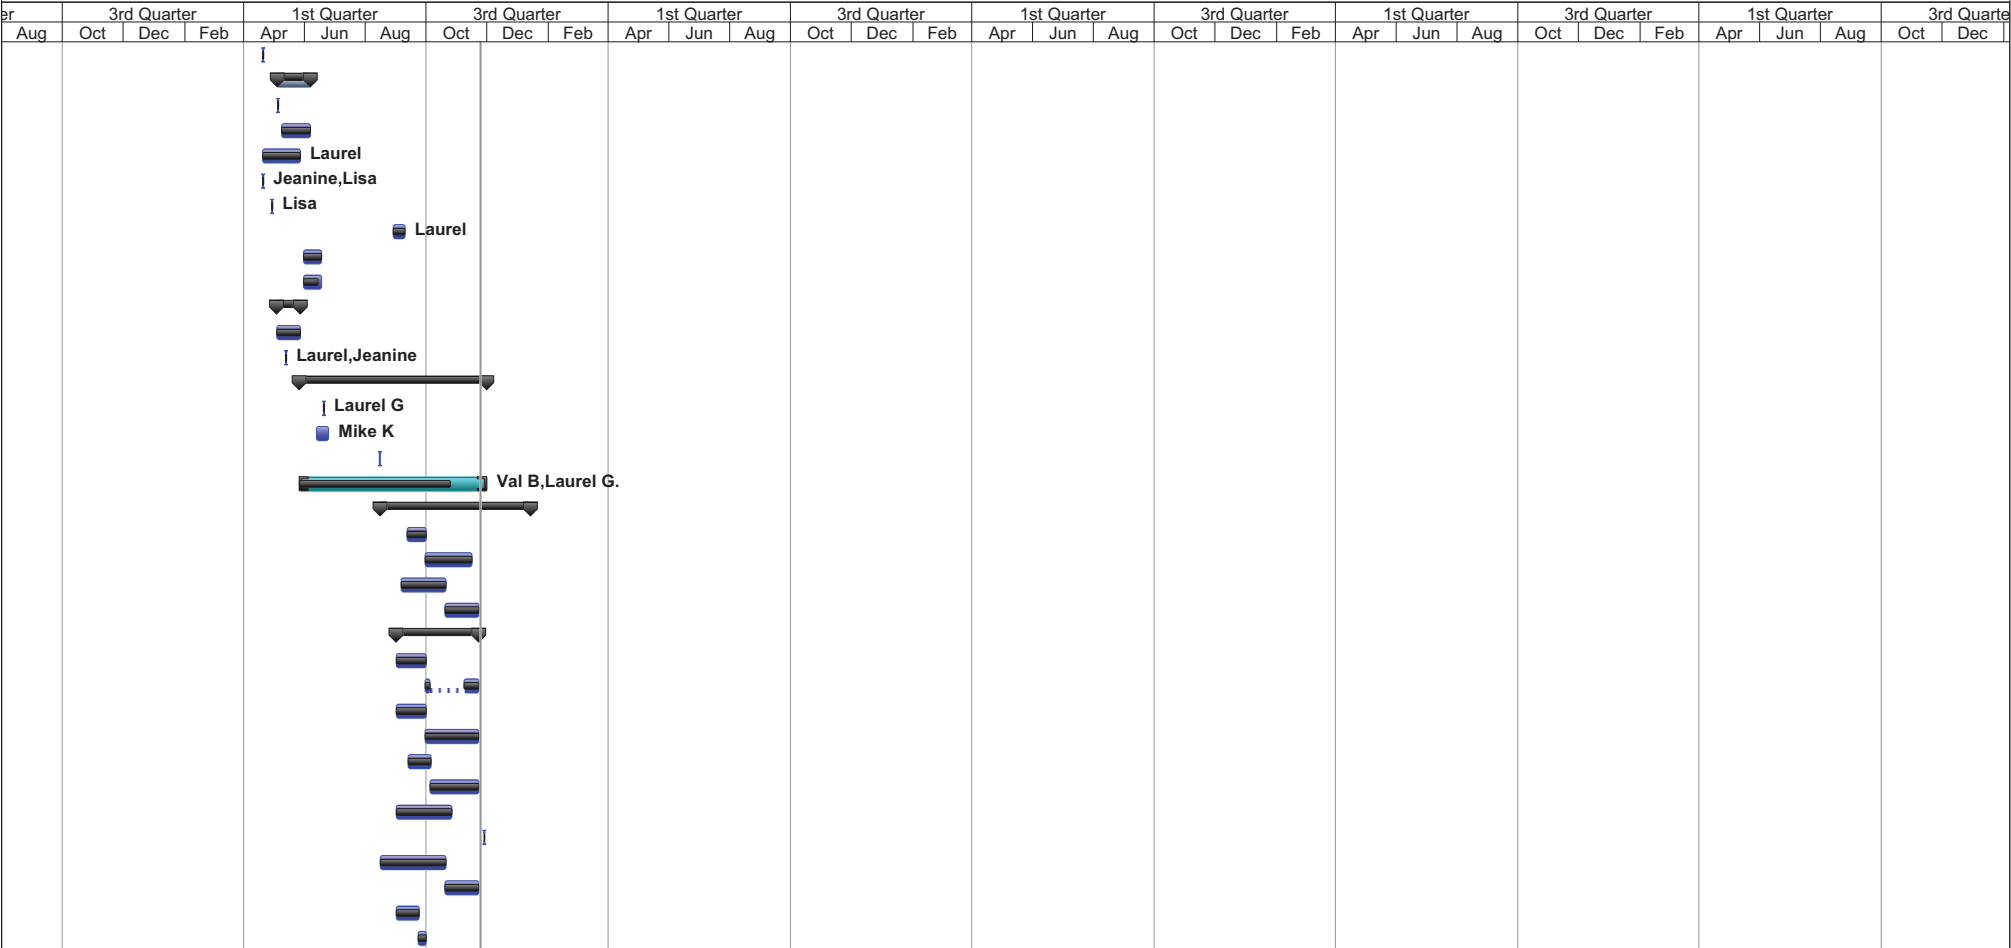 er 3rd Quarter 1st Quarter 3rd Quarter 1st Quarter 3rd Quarter 1st Quarter 3rd Quarter 1st Quarter 3rd Quarter 1st Quarter 3rd Quarte
Aug Oct Dec Feb Apr Jun Aug Oct Dec Feb Apr Jun Aug Oct Dec Feb Apr Jun Aug Oct Dec Feb Apr Jun Aug Oct Dec Feb Apr Jun Aug Oct Dec
Laurel
Jeanine,Lisa
Lisa
Laurel
Laurel,Jeanine
Laurel G
Mike K
Val B,Laurel G.